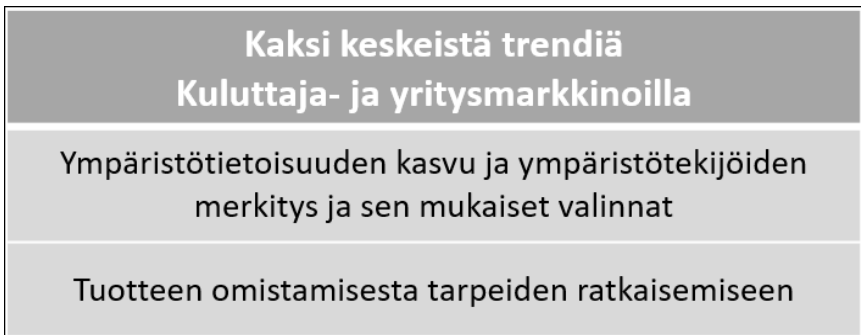 Kaksi keskeistä trendiä
Kuluttaja- ja yritysmarkkinoilla
Ympäristötietoisuuden kasvu ja ympäristötekijöiden
merkitys ja sen mukaiset valinnat
Tuotteen omistamisesta tarpeiden ratkaisemiseen